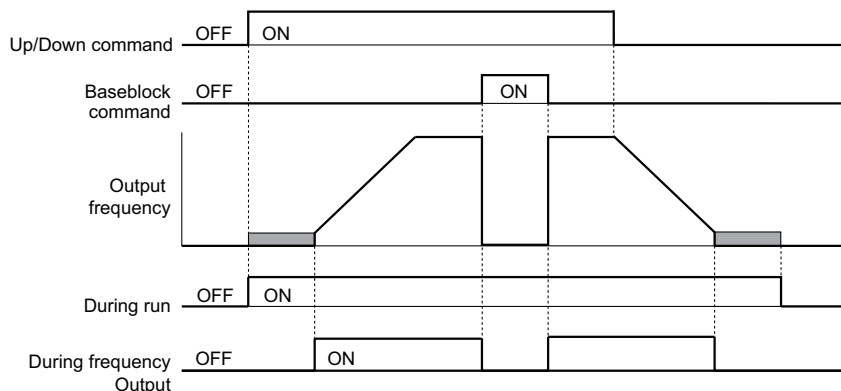 Up/Down command
OFF
ON
Baseblock
command
OFF
ON
Output
frequency
During run
OFF
ON
During frequency
Output
OFF
ON